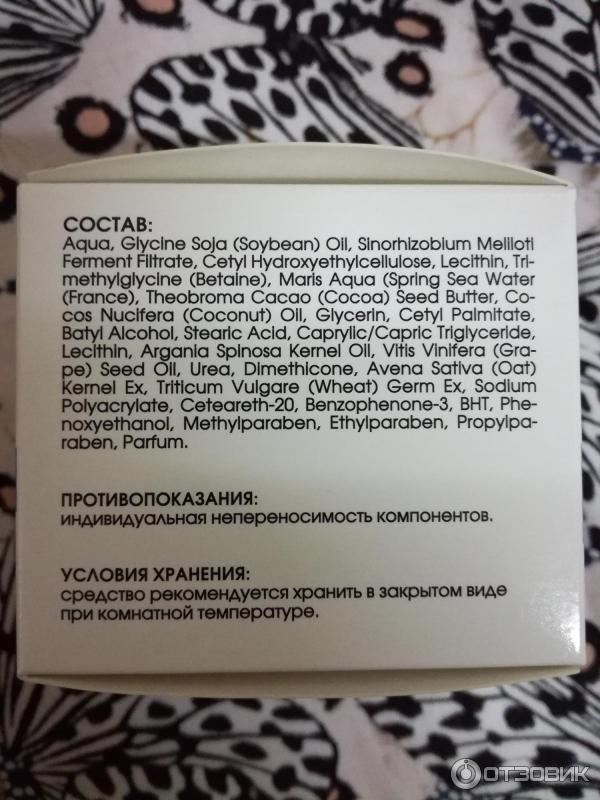 СОСТАВ:
Aqua, Glycine Soja (Soybean) Oil, Sinorhizobium Meliloti
Ferment Filtrate, Cetyl Hydroxyethylcellulose, Lecithin, Tri-
methylglycine (Betaine), Maris Aqua (Spring Sea Water
(France), Theobroma Cacao (Cocoa) Seed Butter, Co-
cos Nucifera (Coconut) Oil, Glycerin, Cetyl Palmitate,
Batyl Alcohol, Stearic Acid, Caprylic/Capric Triglyceride,
Lecithin, Argania Spinosa Kernel Oil, Vitis Vinifera (Gra-
pe) Seed Oil, Urea, Dimethicone, Avena Sativa (Oat)
Kernel Ex, Triticum Vulgare (Wheat) Germ Ex, Sodium
Polyacrylate, Ceteareth-20, Benzophenone-3, BHT, Phe-
noxyethanol, Methylparaben, Ethylparaben, Propylpa-
raben, Parfum.
ПРОТИВОПОКАЗАНИЯ:
индивидуальная непереносимость компонентов.
УСЛОВИЯ ХРАНЕНИЯ:
средство рекомендуется хранить в закрытом виде
при комнатной температуре.
ОТЗОВИК